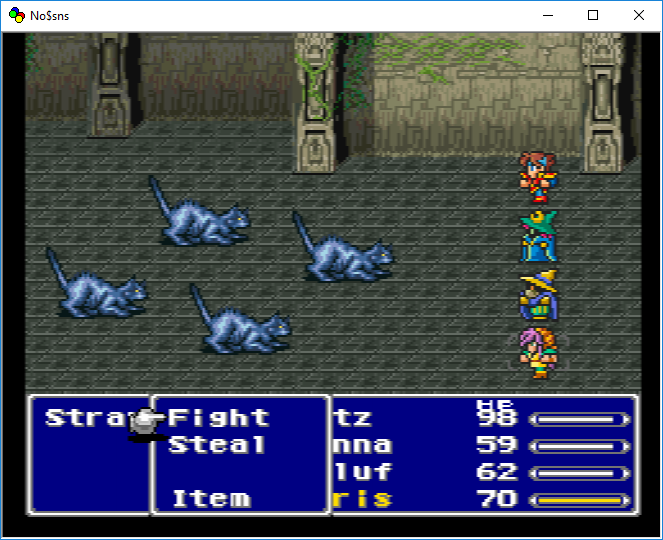 No$sns
HP
Stra Fight tz 98
Steal nna 59
luf 62
Item ris 70